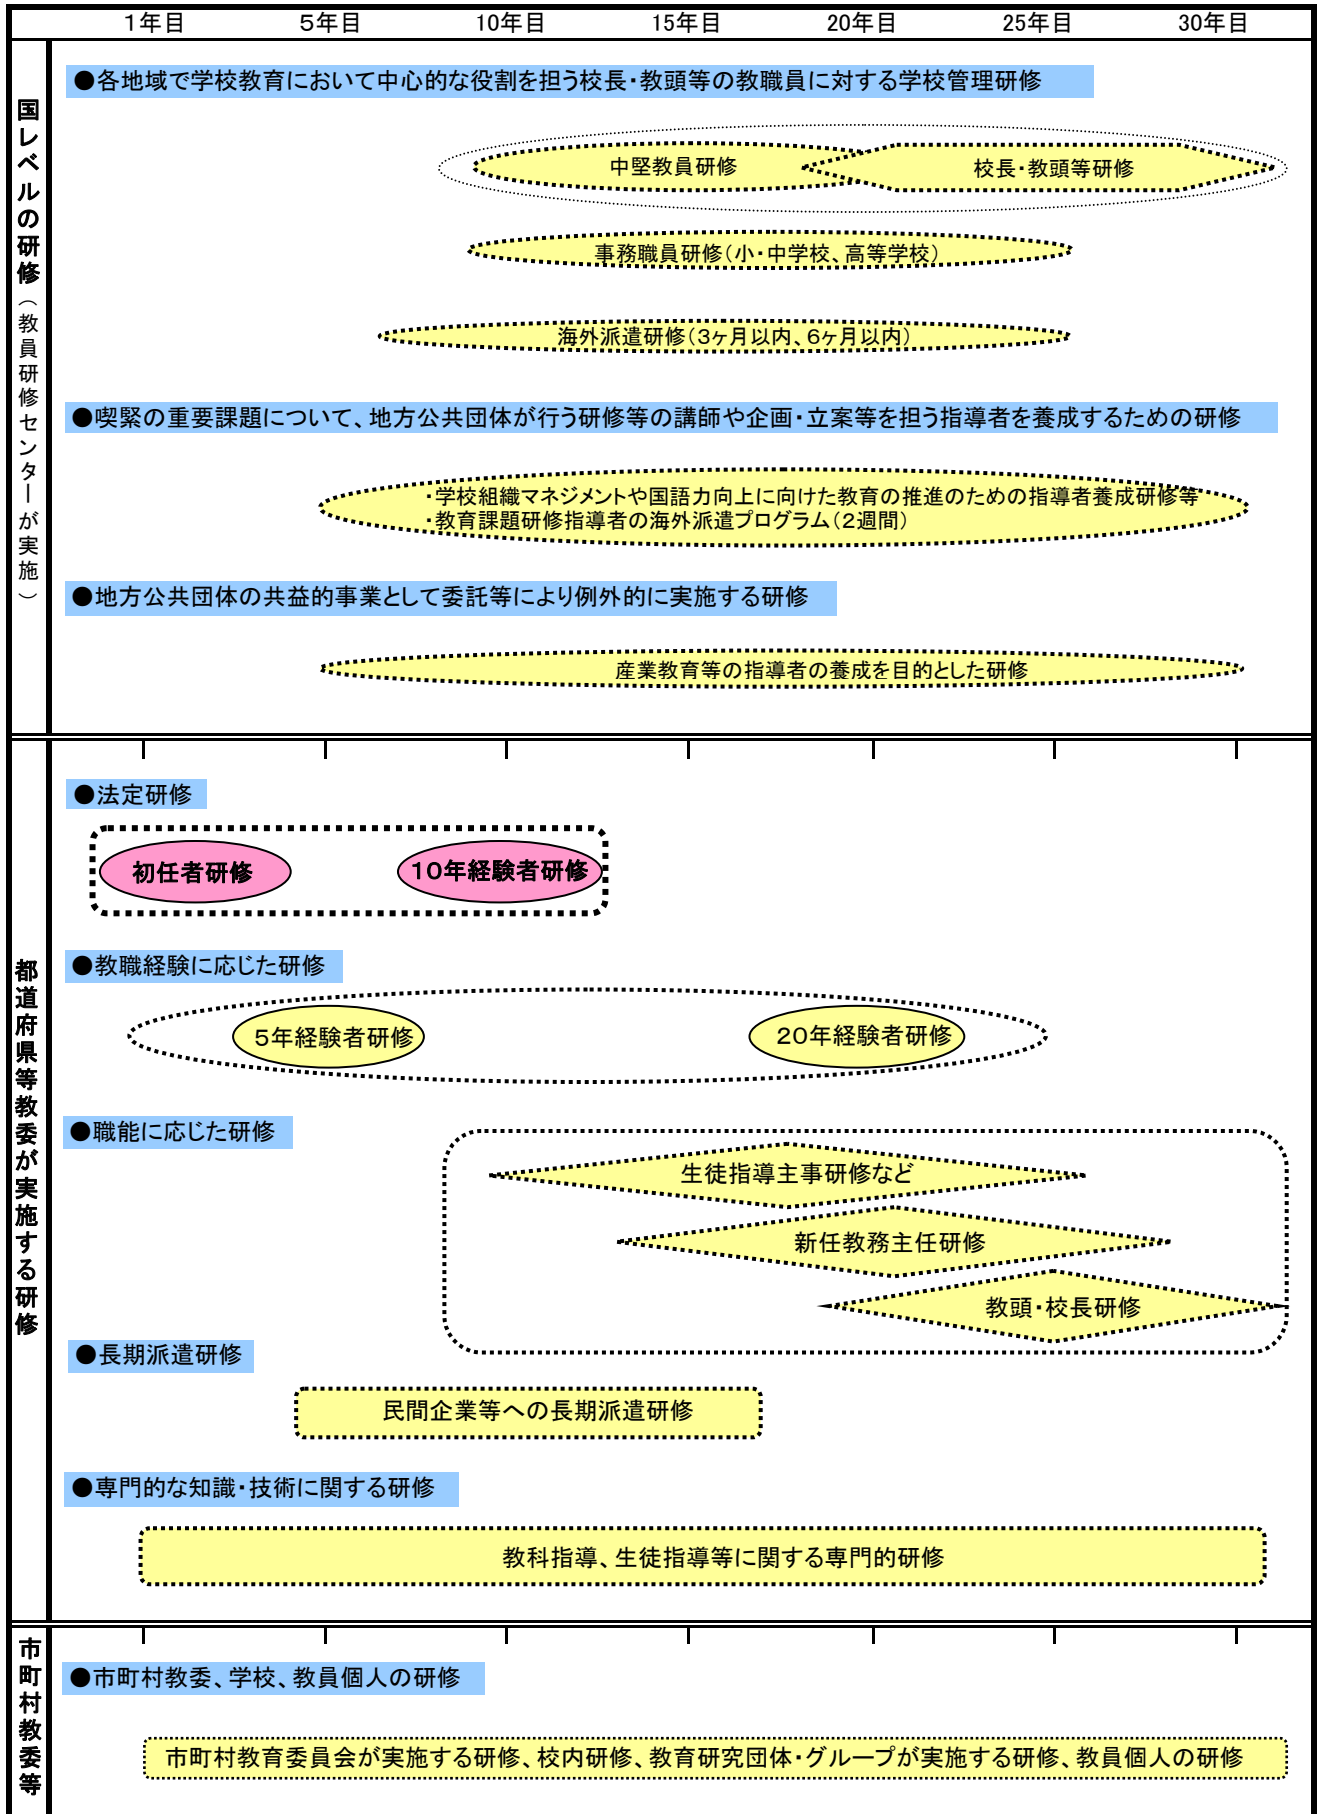 １年目 ５年目 10年目 15年目 20年目 25年目 30年目
国レベルの研修（教員研修センターが実施）
●各地域で学校教育において中心的な役割を担う校長・教頭等の教職員に対する学校管理研修
中堅教員研修 校長・教頭等研修
事務職員研修（小・中学校、高等学校）
海外派遣研修（３ヶ月以内、６ヶ月以内）
●喫緊の重要課題について、地方公共団体が行う研修等の講師や企画・立案等を担う指導者を養成するための研修
・学校組織マネジメントや国語力向上に向けた教育の推進のための指導者養成研修等
・教育課題研修指導者の海外派遣プログラム（２週間）
●地方公共団体の共益的事業として委託等により例外的に実施する研修
産業教育等の指導者の養成を目的とした研修
都道府県等教委が実施する研修
●法定研修
初任者研修 １０年経験者研修
●教職経験に応じた研修
５年経験者研修 ２０年経験者研修
●職能に応じた研修
生徒指導主事研修など
新任教務主任研修
教頭・校長研修
●長期派遣研修
民間企業等への長期派遣研修
●専門的な知識・技術に関する研修
教科指導、生徒指導等に関する専門的研修
市町村教委等
●市町村教委、学校、教員個人の研修
市町村教育委員会が実施する研修、校内研修、教育研究団体・グループが実施する研修、教員個人の研修